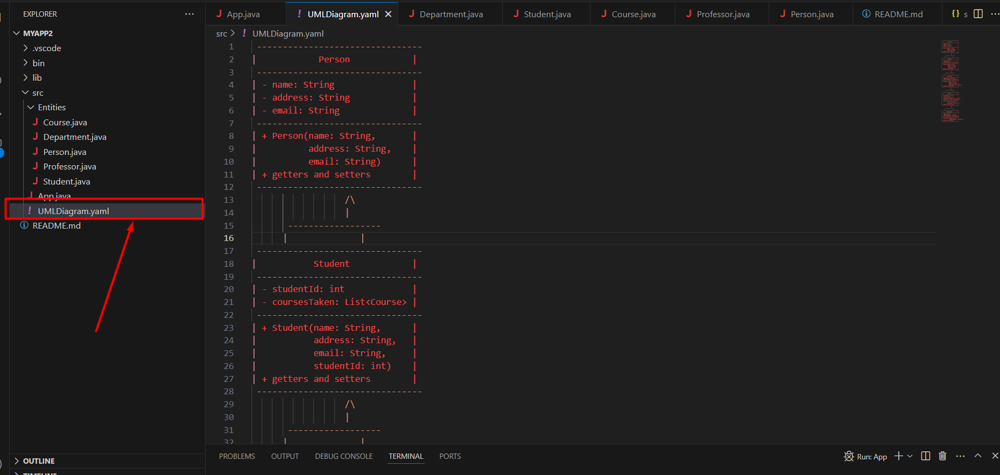 EXPLORER
MYAPP2
.vscode
bin
lib
src
Entities
Course.java
Department.java
Person.java
Professor.java
Student.java
App.java
UMLDiagram.yaml
README.md
OUTLINE
TIMELINE
App.java
UMLDiagram.yaml
Department.java
Student.java
Course.java
Professor.java
Person.java
README.md
{} s
src > ! UMLDiagram.yaml
1 --------------------------------
2 | Person |
3 --------------------------------
4 | - name: String |
5 | - address: String |
6 | - email: String |
7 --------------------------------
8 | + Person(name: String, |
9 | address: String, |
10 | email: String) |
11 | + getters and setters |
12 --------------------------------
13 /\
14 |
15 ------------------
16 | |
17 --------------------------------
18 | Student |
19 --------------------------------
20 | - studentId: int |
21 | - coursesTaken: List<Course> |
22 --------------------------------
23 | + Student(name: String, |
24 | address: String, |
25 | email: String, |
26 | studentId: int) |
27 | + getters and setters |
28 --------------------------------
29 /\
30 |
31 ------------------
32 | |
PROBLEMS
OUTPUT
DEBUG CONSOLE
TERMINAL
PORTS
Run: App